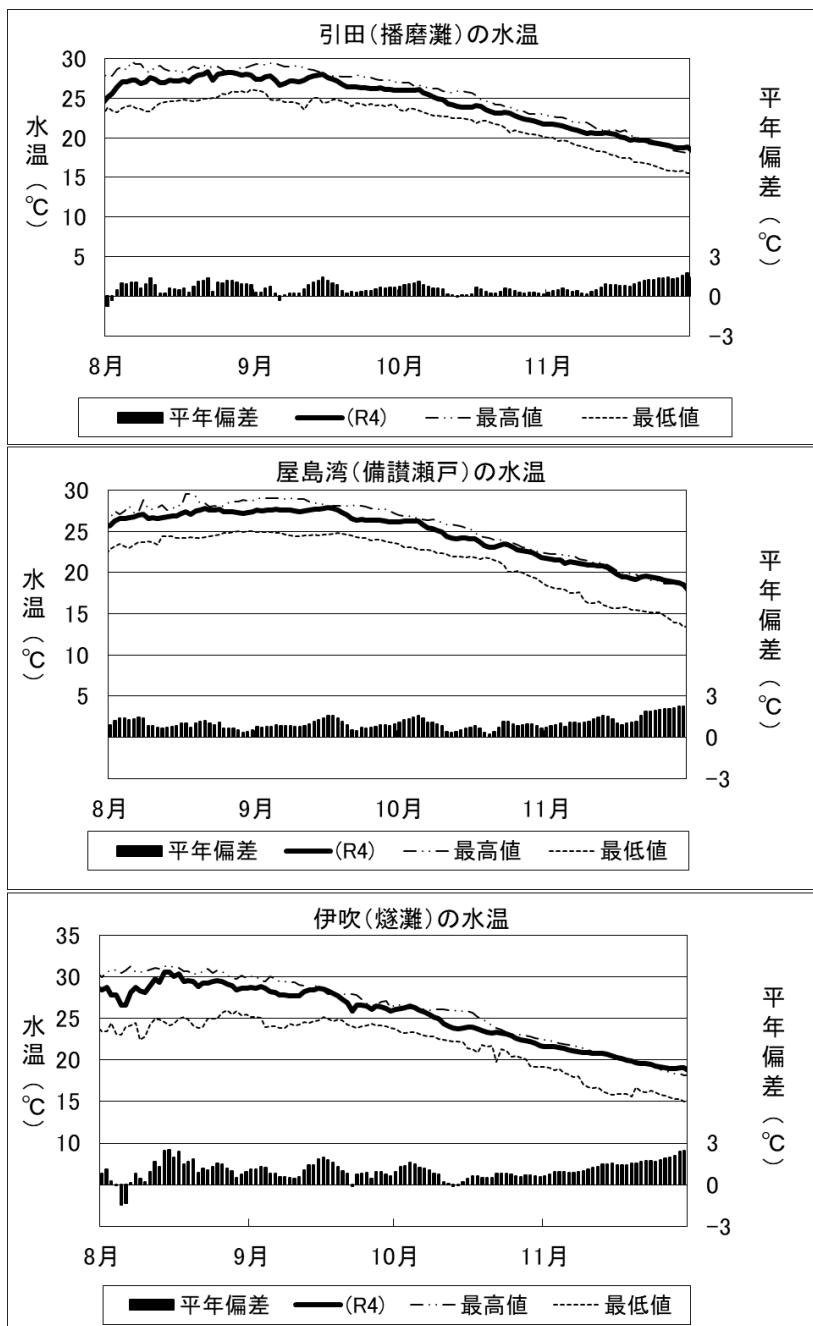 引田(播磨灘)の水温
水温(℃)
30
25
20
15
10
5
平年偏差(℃)
3
0
-3
8月 9月 10月 11月
平年偏差 (R4) 最高値 最低値
屋島湾(備讃瀬戸)の水温
水温(℃)
30
25
20
15
10
5
平年偏差(℃)
3
0
-3
8月 9月 10月 11月
平年偏差 (R4) 最高値 最低値
伊吹(燧灘)の水温
水温(℃)
35
30
25
20
15
10
平年偏差(℃)
3
0
-3
8月 9月 10月 11月
平年偏差 (R4) 最高値 最低値